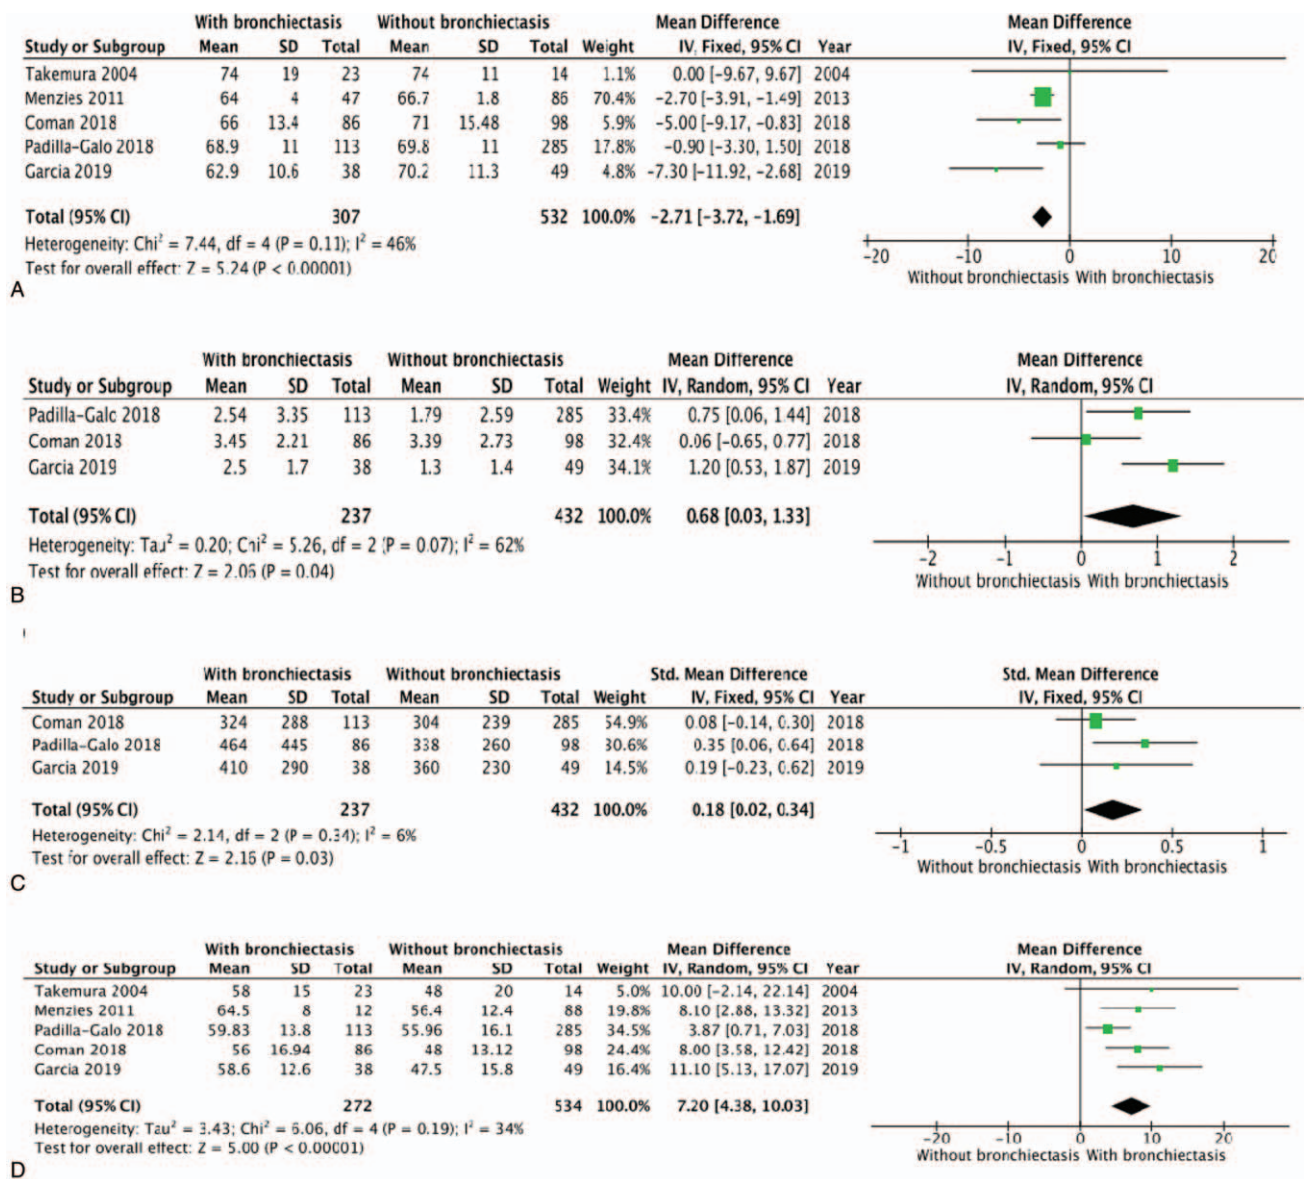 With bronchiectasis Without bronchiectasis Mean Difference Mean Difference
Study or Subgroup Mean SD Total Mean SD Total Weight IV, Fixed, 95% CI Year IV, Fixed, 95% CI
Takemura 2004 74 19 23 74 11 14 1.1% 0.00 [−9.67, 9.67] 2004
Menzies 2011 64 4 47 66.7 1.8 86 70.4% −2.70 [−3.91, −1.49] 2013
Coman 2018 66 13.4 86 71 15.48 98 5.9% −5.00 [−9.17, −0.83] 2018
Padilla-Galo 2018 68.9 11 113 69.8 11 285 17.8% −0.90 [−3.30, 1.50] 2018
Garcia 2019 62.9 10.6 38 70.2 11.3 49 4.8% −7.30 [−11.92, −2.68] 2019
Total (95% CI) 307 532 100.0% −2.71 [−3.72, −1.69]
Heterogeneity: Chi² = 7.44, df = 4 (P = 0.11); I² = 46%
Test for overall effect: Z = 5.24 (P < 0.00001)
−20 −10 0 10 20
Without bronchiectasis With bronchiectasis
A
With bronchiectasis Without bronchiectasis Mean Difference Mean Difference
Study or Subgroup Mean SD Total Mean SD Total Weight IV, Random, 95% CI Year IV, Random, 95% CI
Padilla-Galo 2018 2.54 3.35 113 1.79 2.59 285 33.4% 0.75 [0.06, 1.44] 2018
Coman 2018 3.45 2.21 86 3.39 2.73 98 32.4% 0.06 [−0.65, 0.77] 2018
Garcia 2019 2.5 1.7 38 1.3 1.4 49 34.1% 1.20 [0.53, 1.87] 2019
Total (95% CI) 237 432 100.0% 0.68 [0.03, 1.33]
Heterogeneity: Tau² = 0.20; Chi² = 5.26, df = 2 (P = 0.07); I² = 62%
Test for overall effect: Z = 2.06 (P = 0.04)
−2 −1 0 1 2
Without bronchiectasis With bronchiectasis
B
With bronchiectasis Without bronchiectasis Std. Mean Difference Std. Mean Difference
Study or Subgroup Mean SD Total Mean SD Total Weight IV, Fixed, 95% CI Year IV, Fixed, 95% CI
Coman 2018 324 288 113 304 239 285 54.9% 0.08 [−0.14, 0.30] 2018
Padilla-Galo 2018 464 445 86 338 260 98 30.6% 0.35 [0.06, 0.64] 2018
Garcia 2019 410 290 38 360 230 49 14.5% 0.19 [−0.23, 0.62] 2019
Total (95% CI) 237 432 100.0% 0.18 [0.02, 0.34]
Heterogeneity: Chi² = 2.14, df = 2 (P = 0.34); I² = 6%
Test for overall effect: Z = 2.16 (P = 0.03)
−1 −0.5 0 0.5 1
Without bronchiectasis With bronchiectasis
C
With bronchiectasis Without bronchiectasis Mean Difference Mean Difference
Study or Subgroup Mean SD Total Mean SD Total Weight IV, Random, 95% CI Year IV, Random, 95% CI
Takemura 2004 58 15 23 48 20 14 5.0% 10.00 [−2.14, 22.14] 2004
Menzies 2011 64.5 8 12 56.4 12.4 88 19.8% 8.10 [2.88, 13.32] 2013
Padilla-Galo 2018 59.83 13.8 113 55.96 16.1 285 34.5% 3.87 [0.71, 7.03] 2018
Coman 2018 56 16.94 86 48 13.12 98 24.4% 8.00 [3.58, 12.42] 2018
Garcia 2019 58.6 12.6 38 47.5 15.8 49 16.4% 11.10 [5.13, 17.07] 2019
Total (95% CI) 272 534 100.0% 7.20 [4.38, 10.03]
Heterogeneity: Tau² = 3.43; Chi² = 6.06, df = 4 (P = 0.19); I² = 34%
Test for overall effect: Z = 5.00 (P < 0.00001)
−20 −10 0 10 20
Without bronchiectasis With bronchiectasis
D